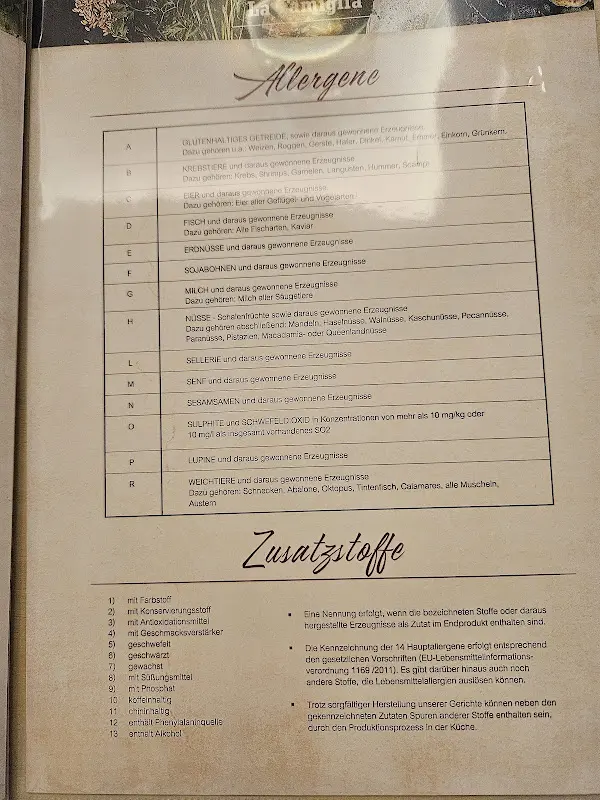 La Famiglia
Allergene
A GLUTENHALTIGES GETREIDE, sowie daraus gewonnene Erzeugnisse.
Dazu gehören u.a.: Weizen, Roggen, Gerste, Hafer, Dinkel, Kamut, Emmer, Einkorn, Grünkern.
B KREBSTIERE und daraus gewonnene Erzeugnisse
Dazu gehören: Krebs, Shrimps, Garnelen, Langusten, Hummer, Scampi
C EIER und daraus gewonnene Erzeugnisse.
Dazu gehören: Eier aller Geflügel- und Vogelarten
D FISCH und daraus gewonnene Erzeugnisse
Dazu gehören: Alle Fischarten, Kaviar
E ERDNÜSSE und daraus gewonnene Erzeugnisse
F SOJABOHNEN und daraus gewonnene Erzeugnisse
G MILCH und daraus gewonnene Erzeugnisse
Dazu gehören: Milch aller Säugetiere
H NÜSSE - Schalenfrüchte sowie daraus gewonnene Erzeugnisse
Dazu gehören abschließend: Mandeln, Haselnüsse, Walnüsse, Kaschunüsse, Pecannüsse,
Paranüsse, Pistazien, Macadamia- oder Queenslandnüsse
L SELLERIE und daraus gewonnene Erzeugnisse
M SENF und daraus gewonnene Erzeugnisse
N SESAMSAMEN und daraus gewonnene Erzeugnisse
O SULPHITE und SCHWEFELDIOXID in Konzentrationen von mehr als 10 mg/kg oder
10 mg/l als insgesamt vorhandenes SO2
P LUPINE und daraus gewonnene Erzeugnisse
R WEICHTIERE und daraus gewonnene Erzeugnisse
Dazu gehören: Schnecken, Abalone, Oktopus, Tintenfisch, Calamares, alle Muscheln,
Austern
Zusatzstoffe
1) mit Farbstoff
2) mit Konservierungsstoff
3) mit Antioxidationsmittel
4) mit Geschmacksverstärker
5) geschwefelt
6) geschwärzt
7) gewachst
8) mit Süßungsmittel
9) mit Phosphat
10 koffeinhaltig
11 chininhaltig
12 enthält Phenylalaninquelle
13 enthält Alkohol
▪ Eine Nennung erfolgt, wenn die bezeichneten Stoffe oder daraus
hergestellte Erzeugnisse als Zutat im Endprodukt enthalten sind.
▪ Die Kennzeichnung der 14 Hauptallergene erfolgt entsprechend
den gesetzlichen Vorschriften (EU-Lebensmittelinformations-
verordnung 1169 /2011). Es gibt darüber hinaus auch noch
andere Stoffe, die Lebensmittelallergien auslösen können.
▪ Trotz sorgfältiger Herstellung unserer Gerichte können neben den
gekennzeichneten Zutaten Spuren anderer Stoffe enthalten sein,
durch den Produktionsprozess in der Küche.